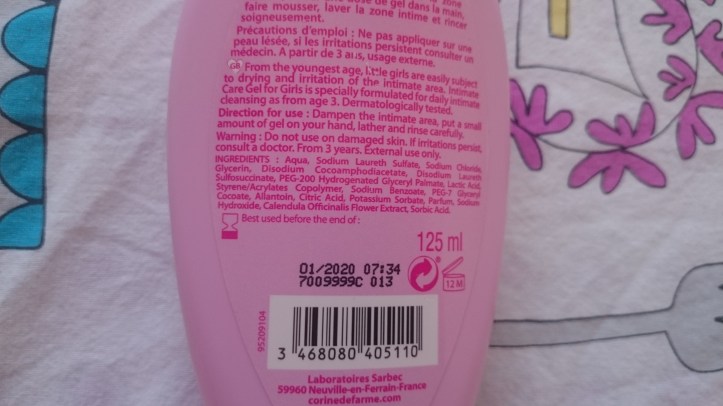 dose de gel dans la main,
faire mousser, laver la zone intime et rincer
soigneusement.
Précautions d'emploi : Ne pas appliquer sur une
peau lésée, si les irritations persistent consulter un
médecin. A partir de 3 ans, usage externe.
GB From the youngest age, little girls are easily subject
to drying and irritation of the intimate area. Intimate
Care Gel for Girls is specially formulated for daily intimate
cleansing as from age 3. Dermatologically tested.
Direction for use : Dampen the intimate area, put a small
amount of gel on your hand, lather and rinse carefully.
Warning : Do not use on damaged skin. If irritations persist,
consult a doctor. From 3 years. External use only.
INGREDIENTS : Aqua, Sodium Laureth Sulfate, Sodium Chloride,
Glycerin, Disodium Cocoamphodiacetate, Disodium Laureth
Sulfosuccinate, PEG-200 Hydrogenated Glyceryl Palmate, Lactic Acid,
Styrene/Acrylates Copolymer, Sodium Benzoate, PEG-7 Glyceryl
Cocoate, Allantoin, Citric Acid, Potassium Sorbate, Parfum, Sodium
Hydroxide, Calendula Officinalis Flower Extract, Sorbic Acid.
Best used before the end of :
125 ml
01/2020 07:34
7009999C 013
12 M
95209104
3 468080 405110
Laboratoires Sarbec
59960 Neuville-en-Ferrain-France
corinedefarme.com